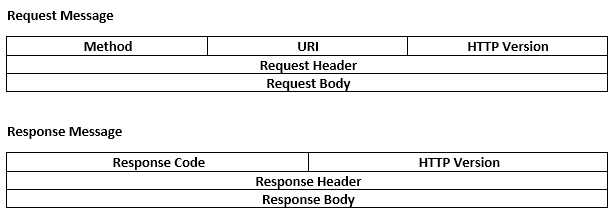 Request Message
Method URI HTTP Version
Request Header
Request Body
Response Message
Response Code HTTP Version
Response Header
Response Body